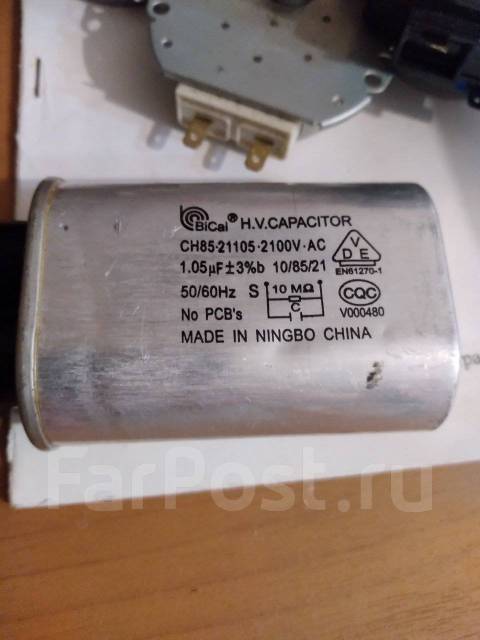 BiCai® H.V.CAPACITOR
CH85-21105-2100V·AC
1.05µF±3%b 10/85/21
VDE
EN61270-1
50/60Hz S 10 MΩ
C
CQC
V000480
No PCB's
MADE IN NINGBO CHINA
FarPost.ru